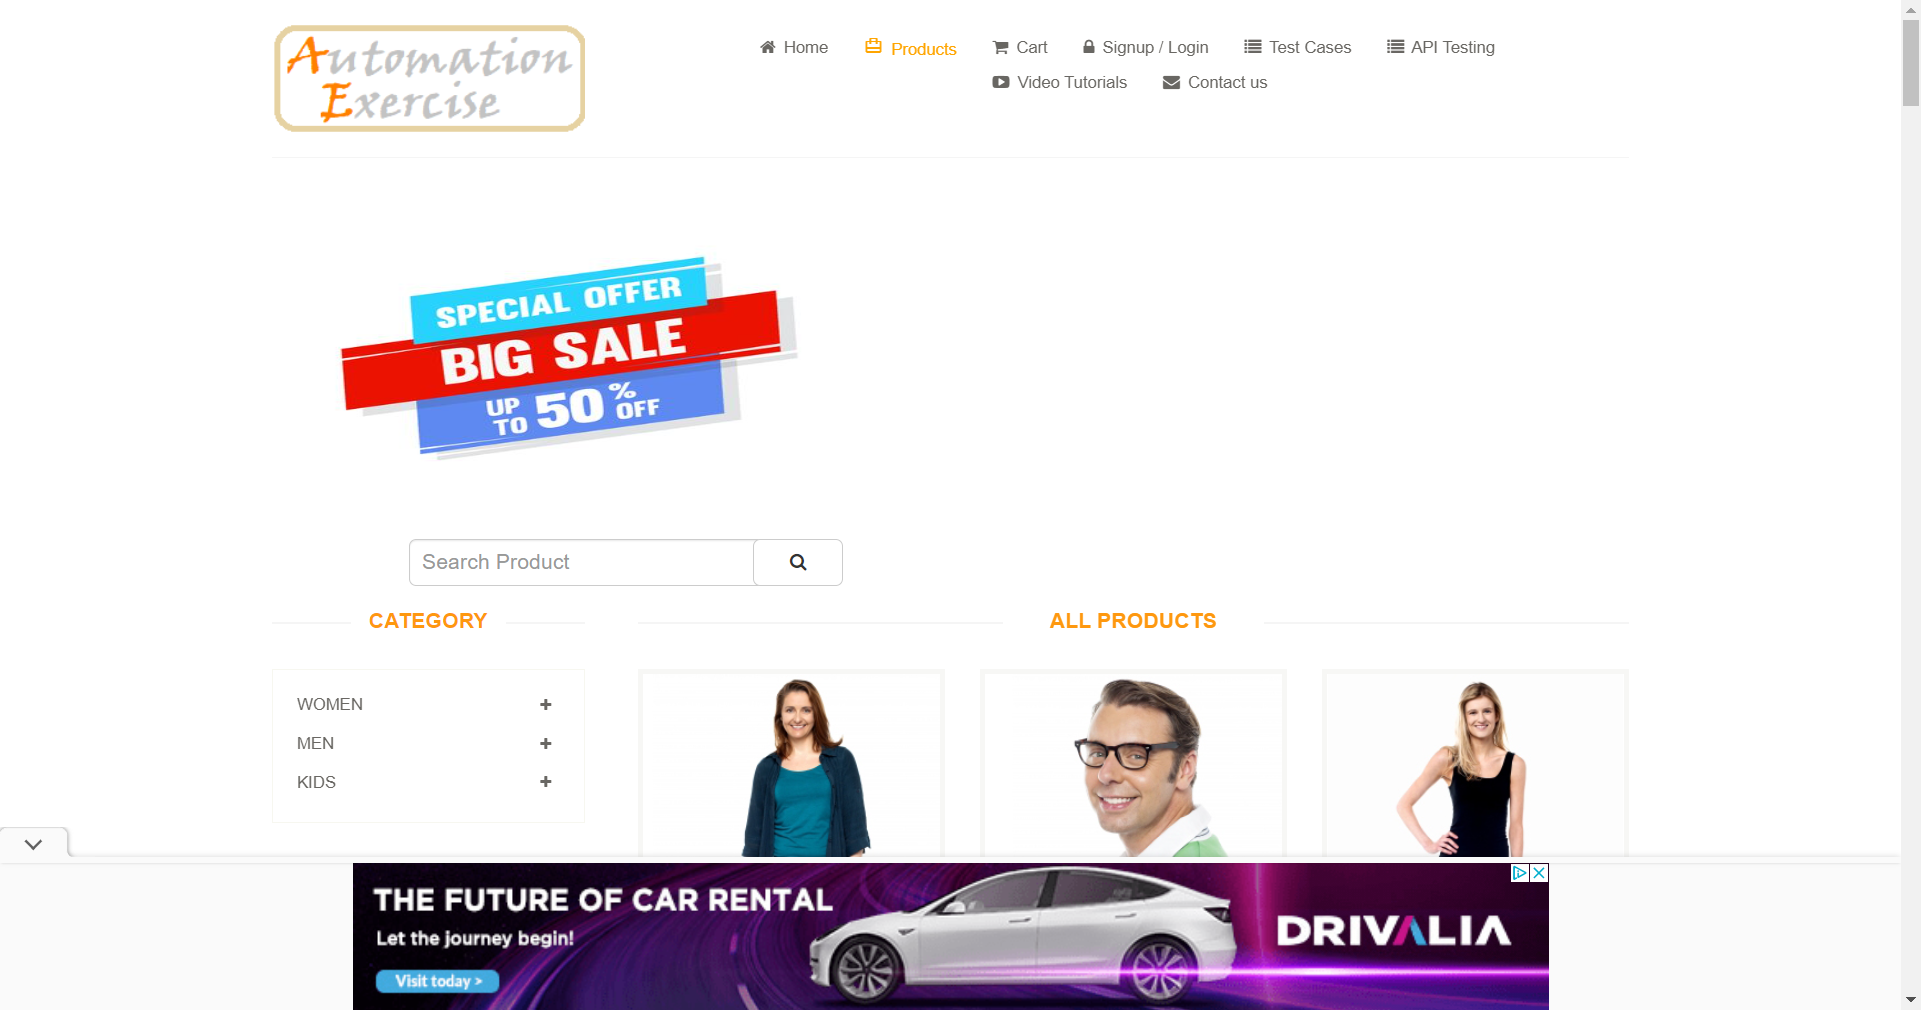 Automation
Exercise
Home
Products
Cart
Signup / Login
Test Cases
API Testing
Video Tutorials
Contact us
SPECIAL OFFER
BIG SALE
UP TO 50% OFF
Search Product
CATEGORY
ALL PRODUCTS
WOMEN
MEN
KIDS
THE FUTURE OF CAR RENTAL
Let the journey begin!
Visit today >
DRIVALIA